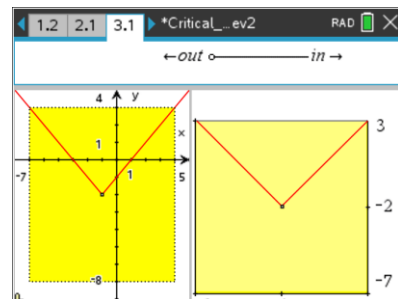 1.2 2.1 3.1 *Critical_...ev2 RAD
←out in→
4 y
1
x
-7 1 5
-8
0.
3
-2
-7